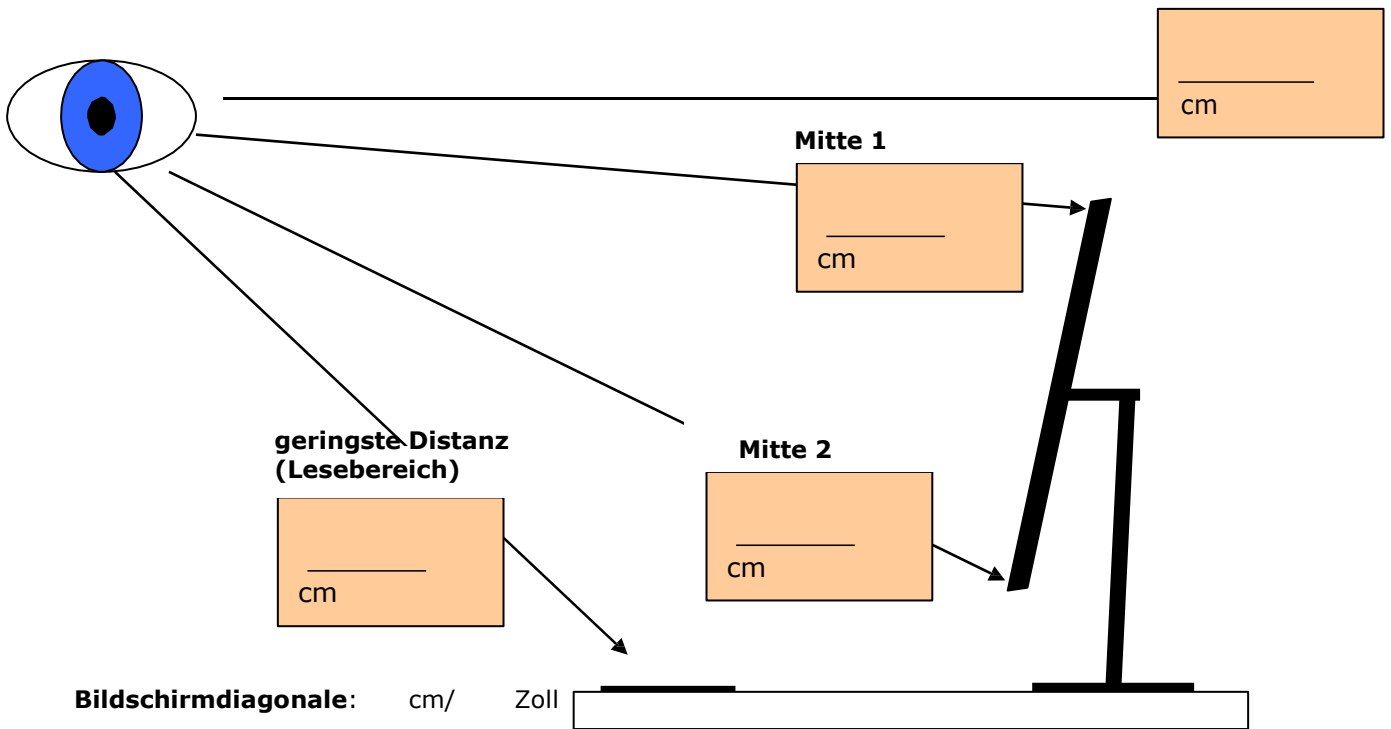 cm
Mitte 1
cm
geringste Distanz
(Lesebereich)
cm
Mitte 2
cm
Bildschirmdiagonale: cm/ Zoll